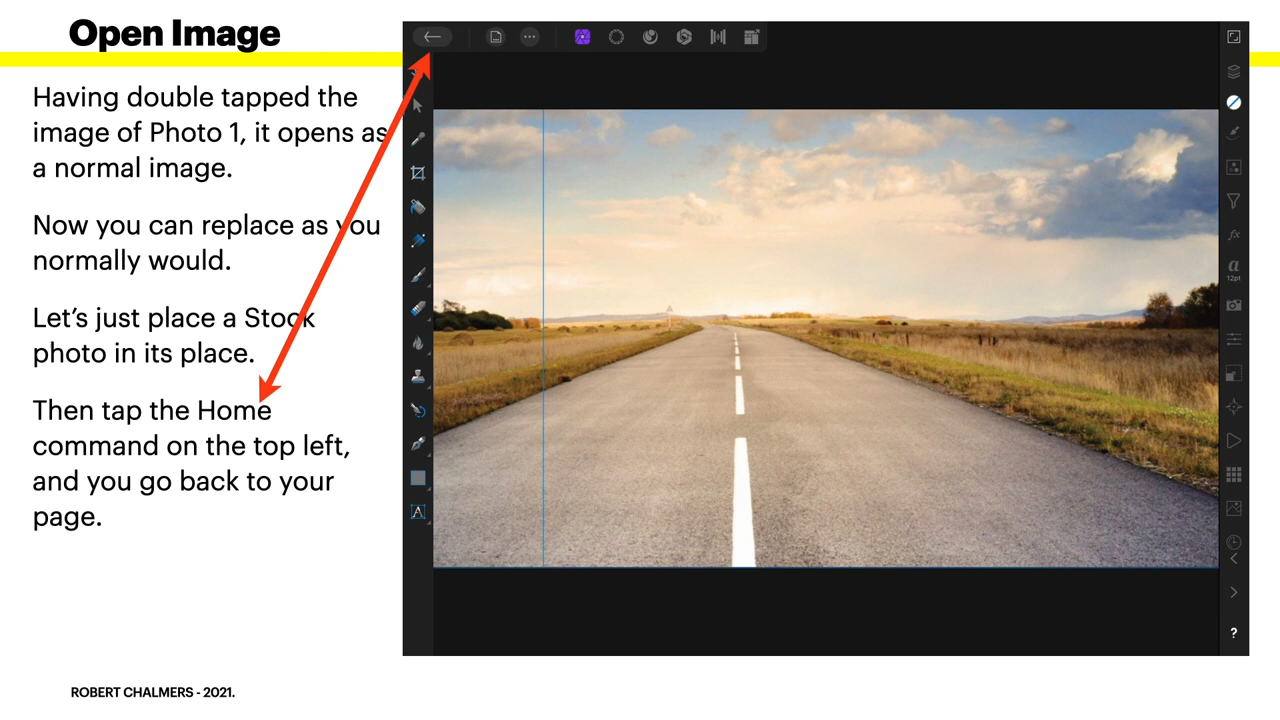 Open Image
Having double tapped the
image of Photo 1, it opens as
a normal image.
Now you can replace as you
normally would.
Let’s just place a Stock
photo in its place.
Then tap the Home
command on the top left,
and you go back to your
page.
fx
a
12pt
A
?
ROBERT CHALMERS - 2021.